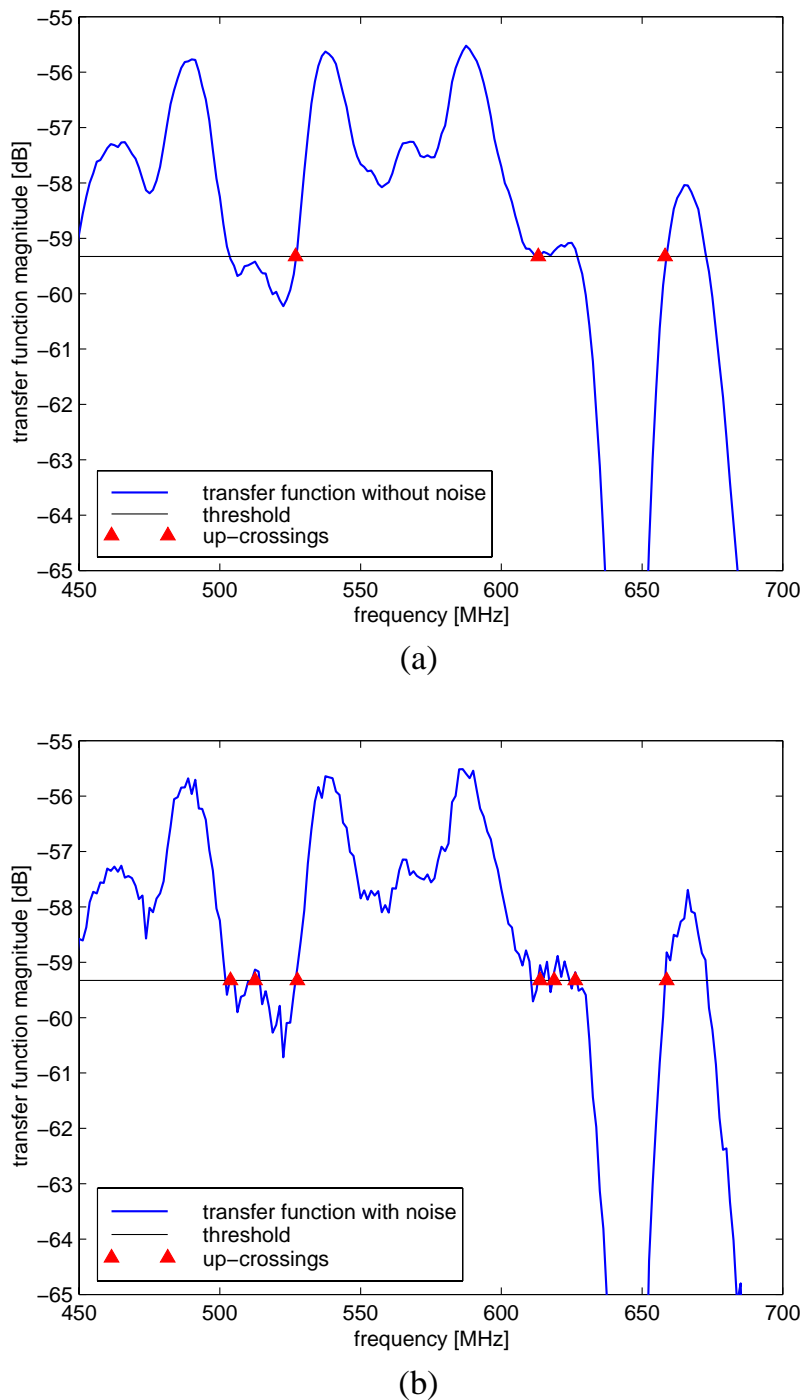 −55
−56
−57
−58
−59
−60
−61
−62
−63
−64
−65
transfer function magnitude [dB]
transfer function without noise
threshold
up−crossings
450 500 550 600 650 700
frequency [MHz]
(a)
−55
−56
−57
−58
−59
−60
−61
−62
−63
−64
−65
transfer function magnitude [dB]
transfer function with noise
threshold
up−crossings
450 500 550 600 650 700
frequency [MHz]
(b)